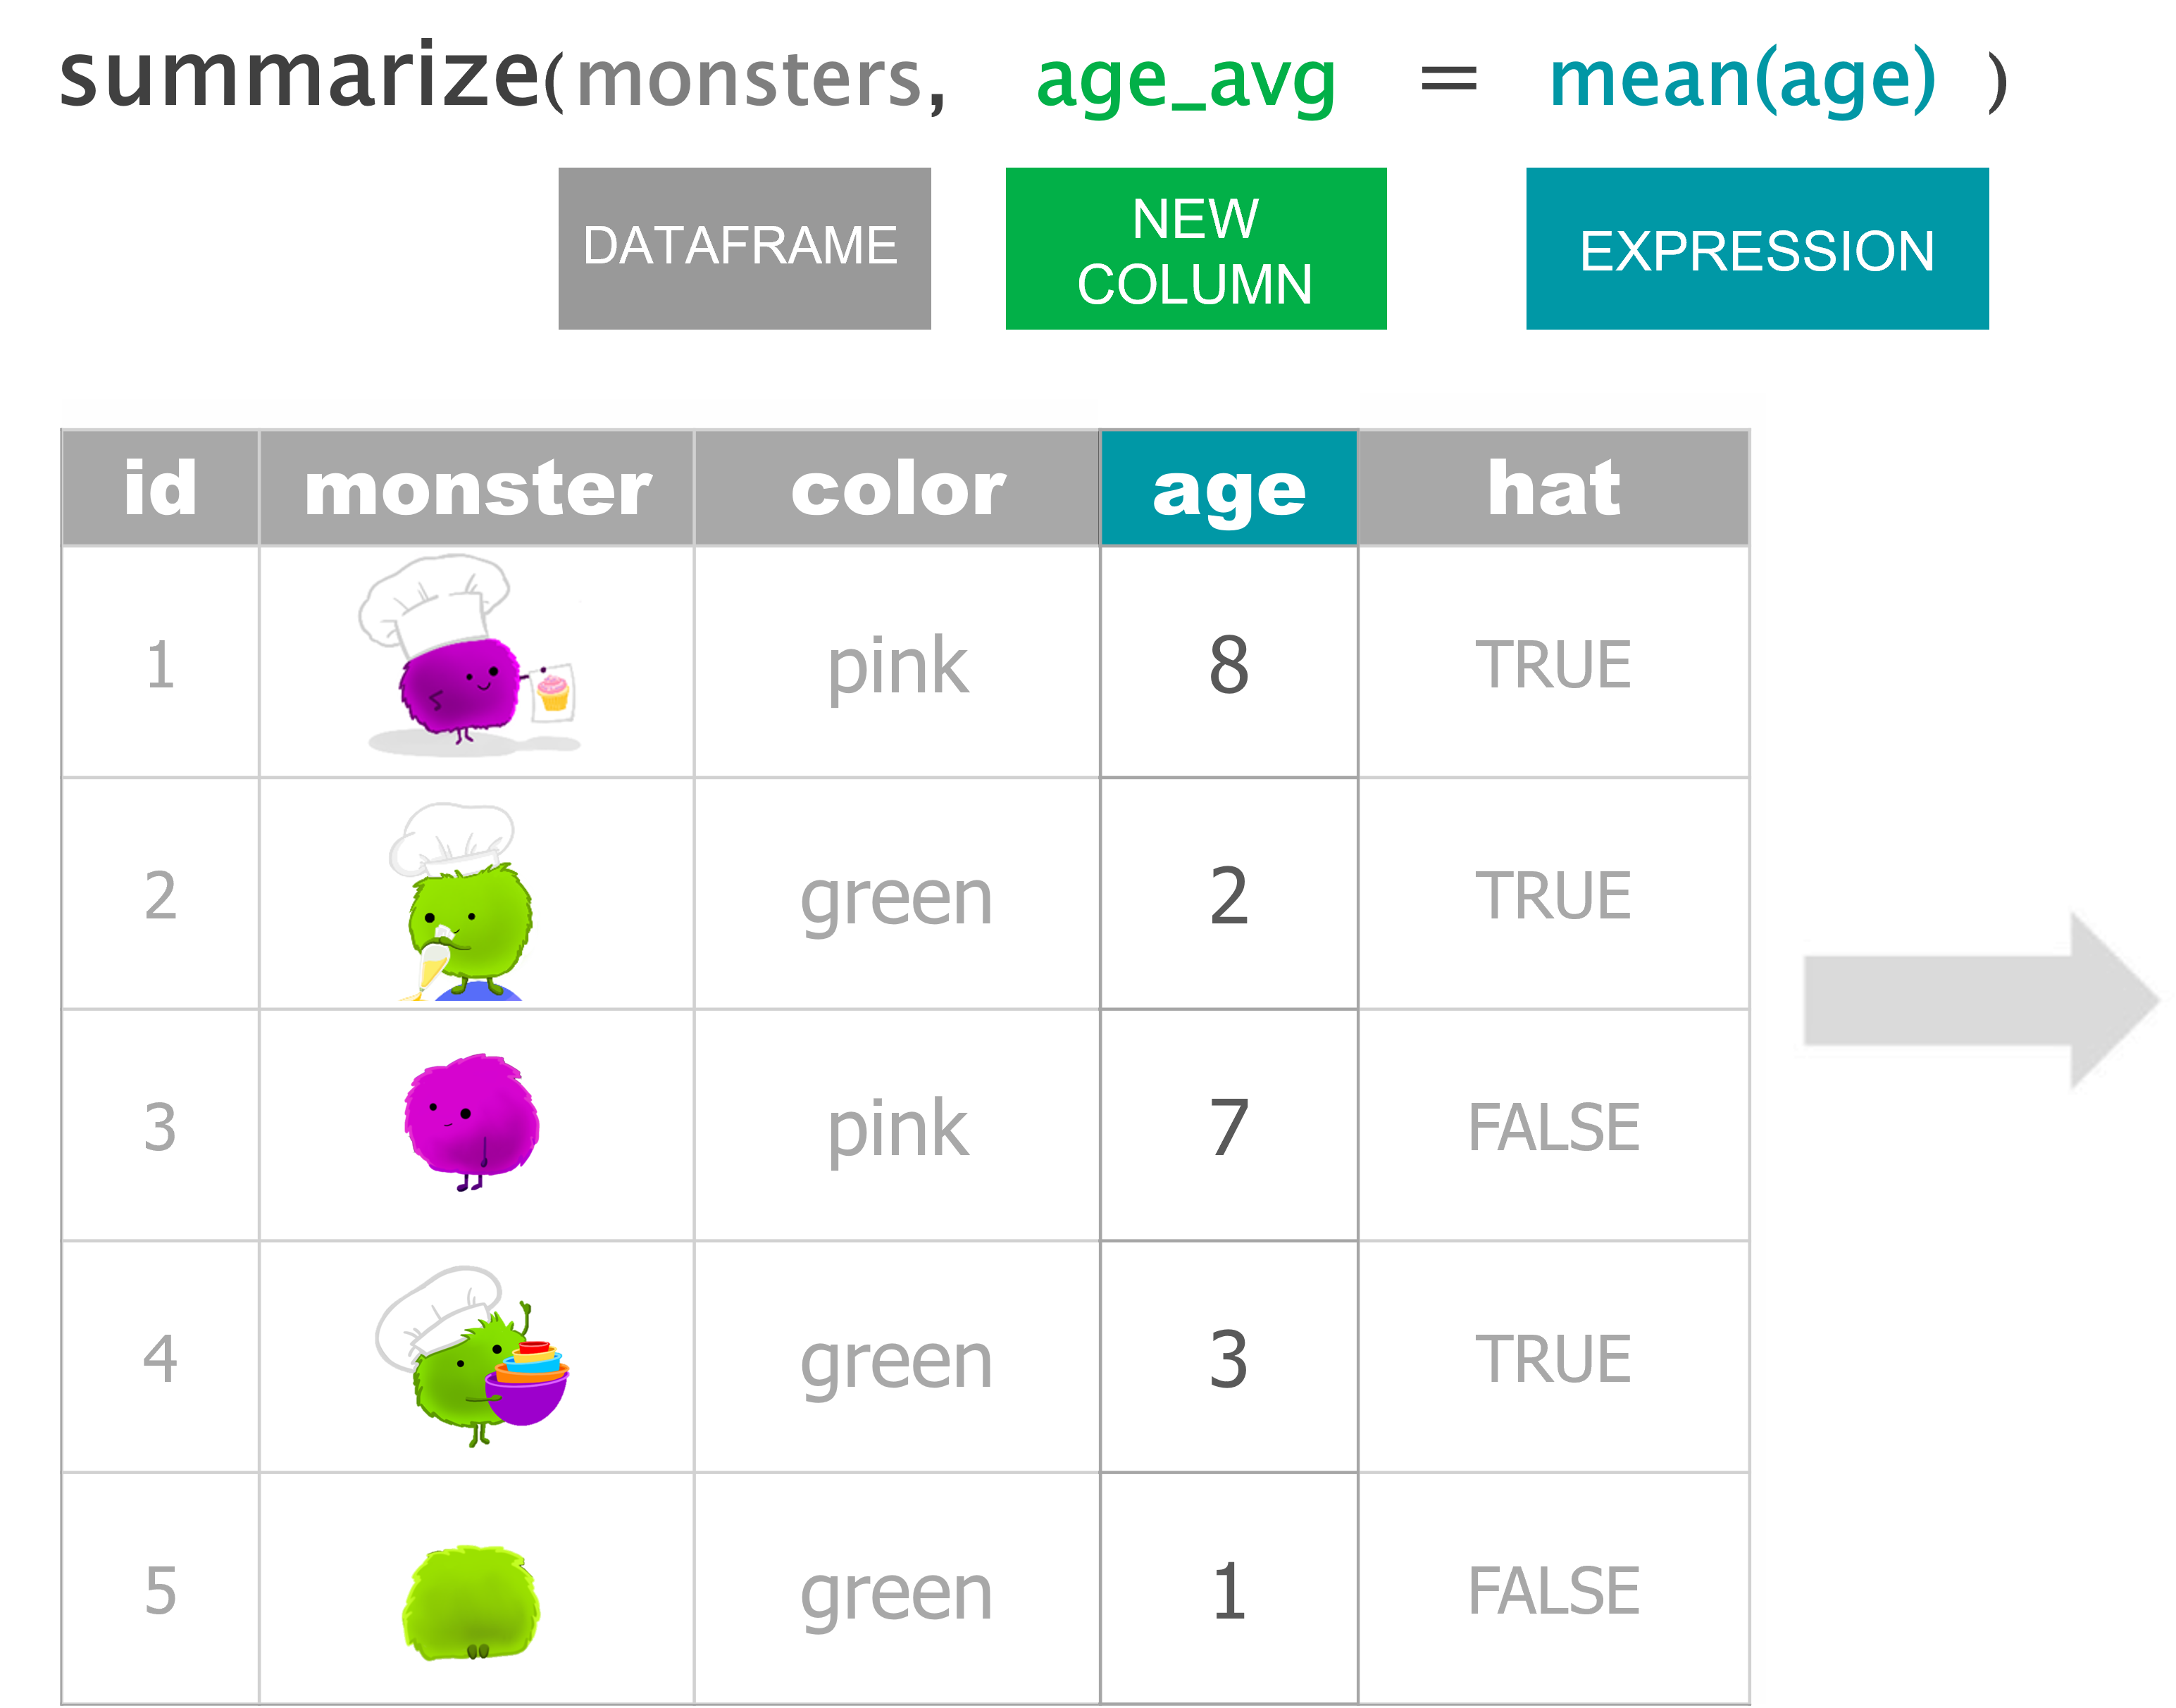 summarize(monsters, age_avg = mean(age) )
DATAFRAME
NEW
COLUMN
EXPRESSION
id monster color age hat
1 pink 8 TRUE
2 green 2 TRUE
3 pink 7 FALSE
4 green 3 TRUE
5 green 1 FALSE